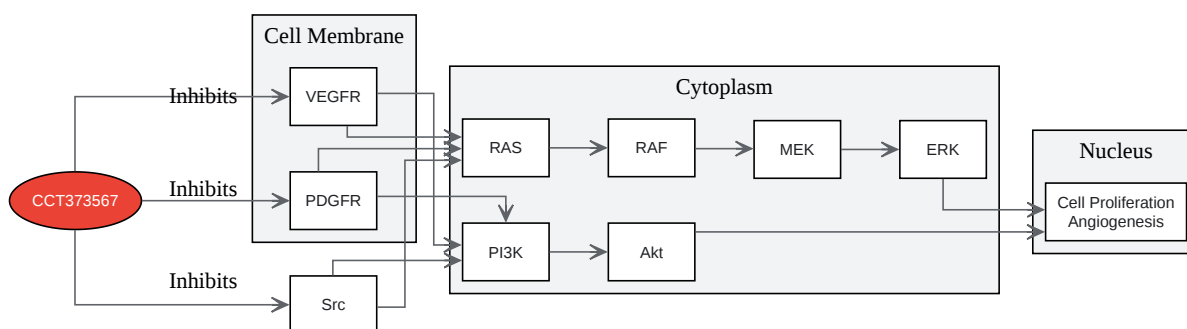 Cell Membrane
Inhibits
VEGFR
Cytoplasm
RAS
RAF
MEK
ERK
Nucleus
CCT373567
Inhibits
PDGFR
Cell Proliferation
Angiogenesis
PI3K
Akt
Inhibits
Src